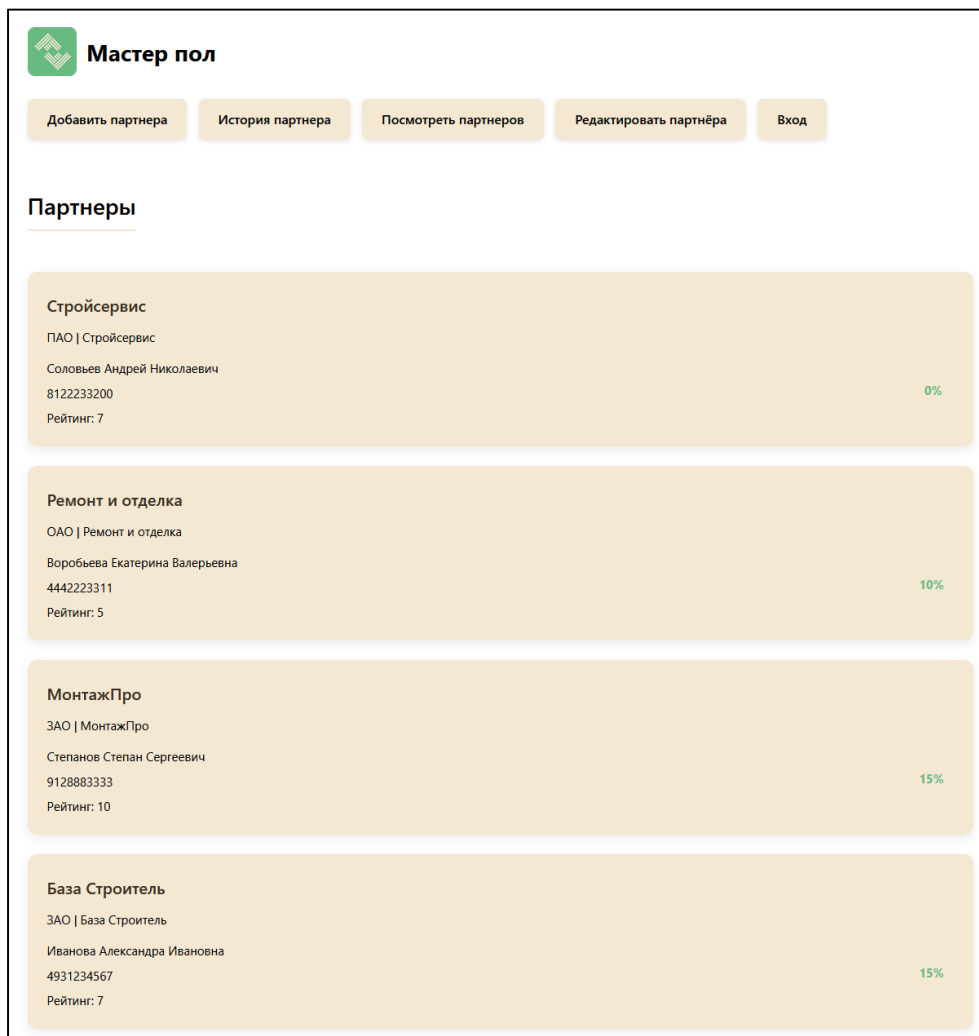 Мастер пол
Добавить партнера История партнера Посмотреть партнеров Редактировать партнёра Вход
Партнеры
Стройсервис
ПАО | Стройсервис
Соловьев Андрей Николаевич
8122233200
0%
Рейтинг: 7
Ремонт и отделка
ОАО | Ремонт и отделка
Воробьева Екатерина Валерьевна
4442223311
10%
Рейтинг: 5
МонтажПро
ЗАО | МонтажПро
Степанов Степан Сергеевич
9128883333
15%
Рейтинг: 10
База Строитель
ЗАО | База Строитель
Иванова Александра Ивановна
4931234567
15%
Рейтинг: 7